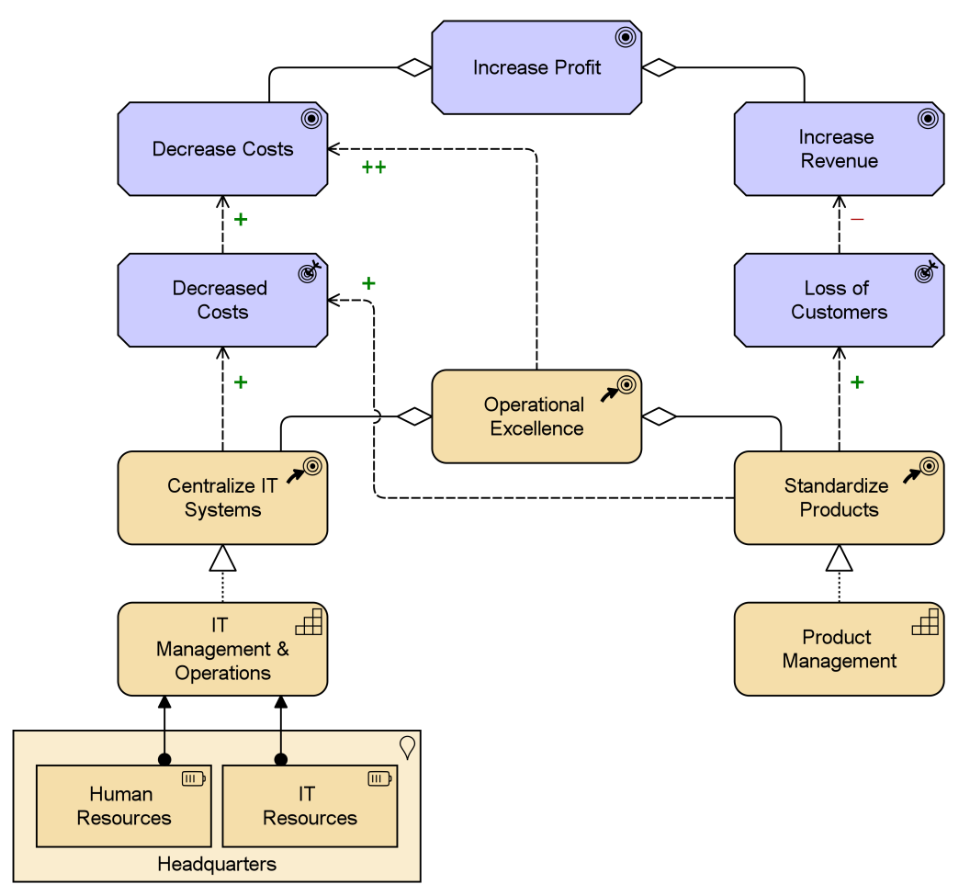 Increase Profit
Decrease Costs
Increase
Revenue
++
+
–
Decreased
Costs
+
Loss of
Customers
+
+
Operational
Excellence
Centralize IT
Systems
Standardize
Products
IT
Management &
Operations
Product
Management
Human
Resources
IT
Resources
Headquarters